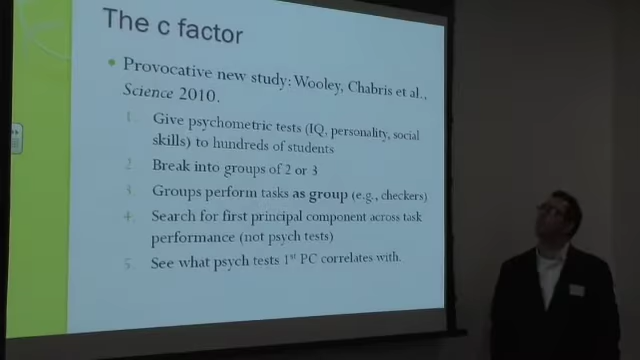 The c factor
• Provocative new study: Wooley, Chabris et al.,
Science 2010.
1. Give psychometric tests (IQ, personality, social
skills) to hundreds of students
2. Break into groups of 2 or 3
3. Groups perform tasks as group (e.g., checkers)
4. Search for first principal component across task
performance (not psych tests)
5. See what psych tests 1st PC correlates with.